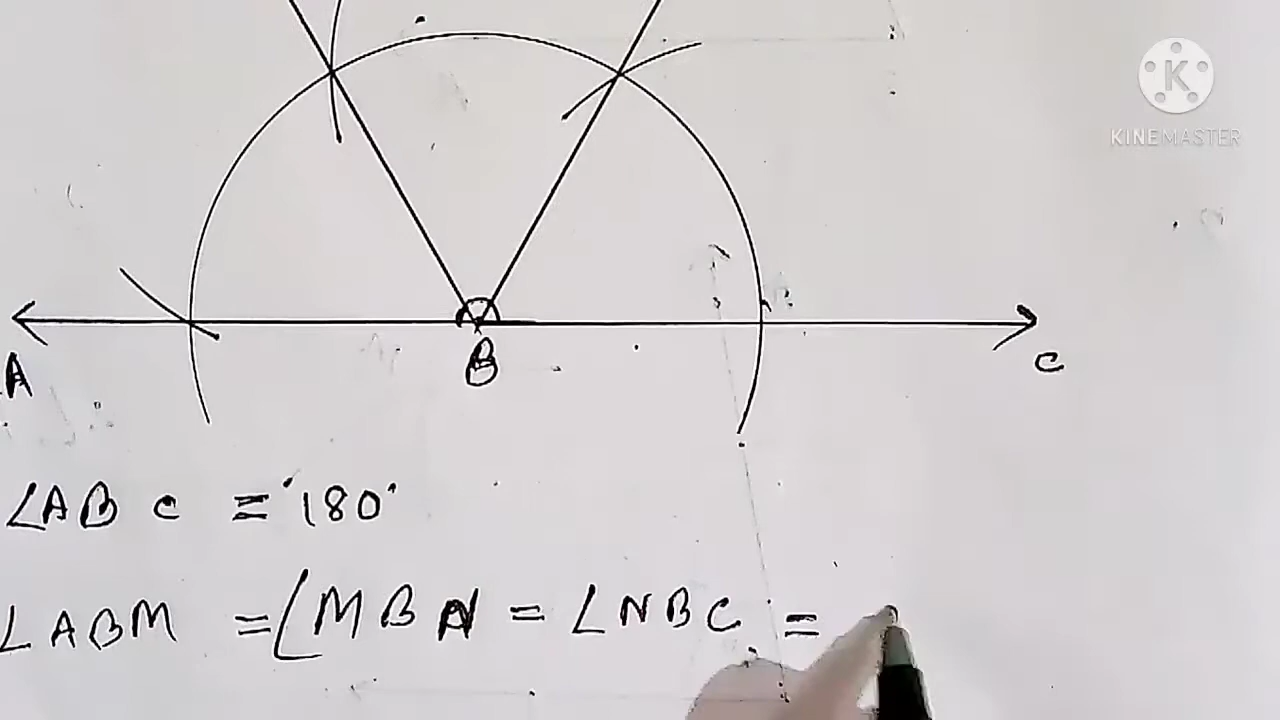 K
KINEMASTER
A
B
C
∠ABC = 180°
∠ABM = ∠MBN = ∠NBC =